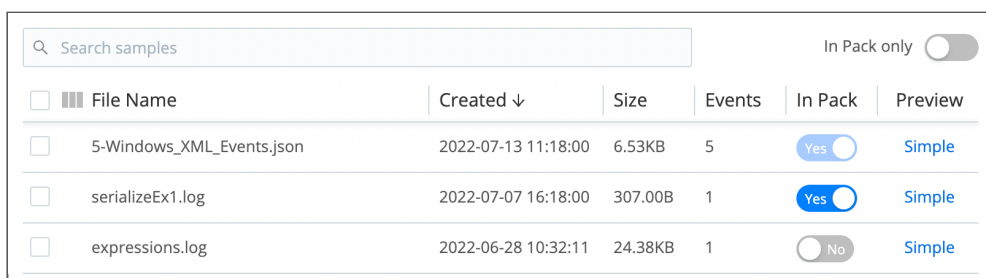 Search samples In Pack only
File Name Created ↓ Size Events In Pack Preview
5-Windows_XML_Events.json 2022-07-13 11:18:00 6.53KB 5 Yes Simple
serializeEx1.log 2022-07-07 16:18:00 307.00B 1 Yes Simple
expressions.log 2022-06-28 10:32:11 24.38KB 1 No Simple